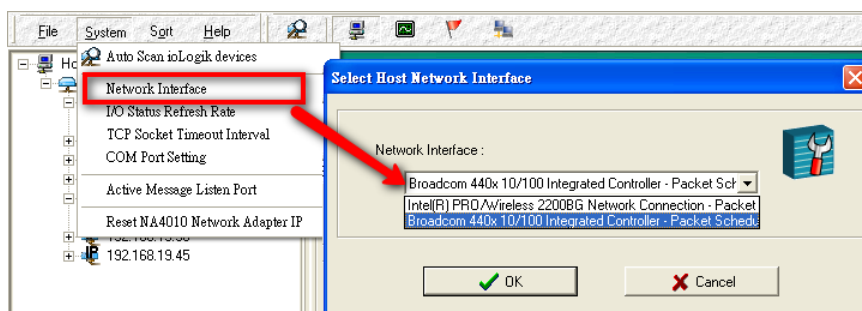 File System Sort Help
Ho
Auto Scan ioLogik devices
Network Interface
I/O Status Refresh Rate
TCP Socket Timeout Interval
COM Port Setting
Active Message Listen Port
Reset NA4010 Network Adapter IP
192.168.19.45
Select Host Network Interface
Network Interface :
Broadcom 440x 10/100 Integrated Controller - Packet Sch
Intel(R) PRO/Wireless 2200BG Network Connection - Packet
Broadcom 440x 10/100 Integrated Controller - Packet Schedu
OK
Cancel